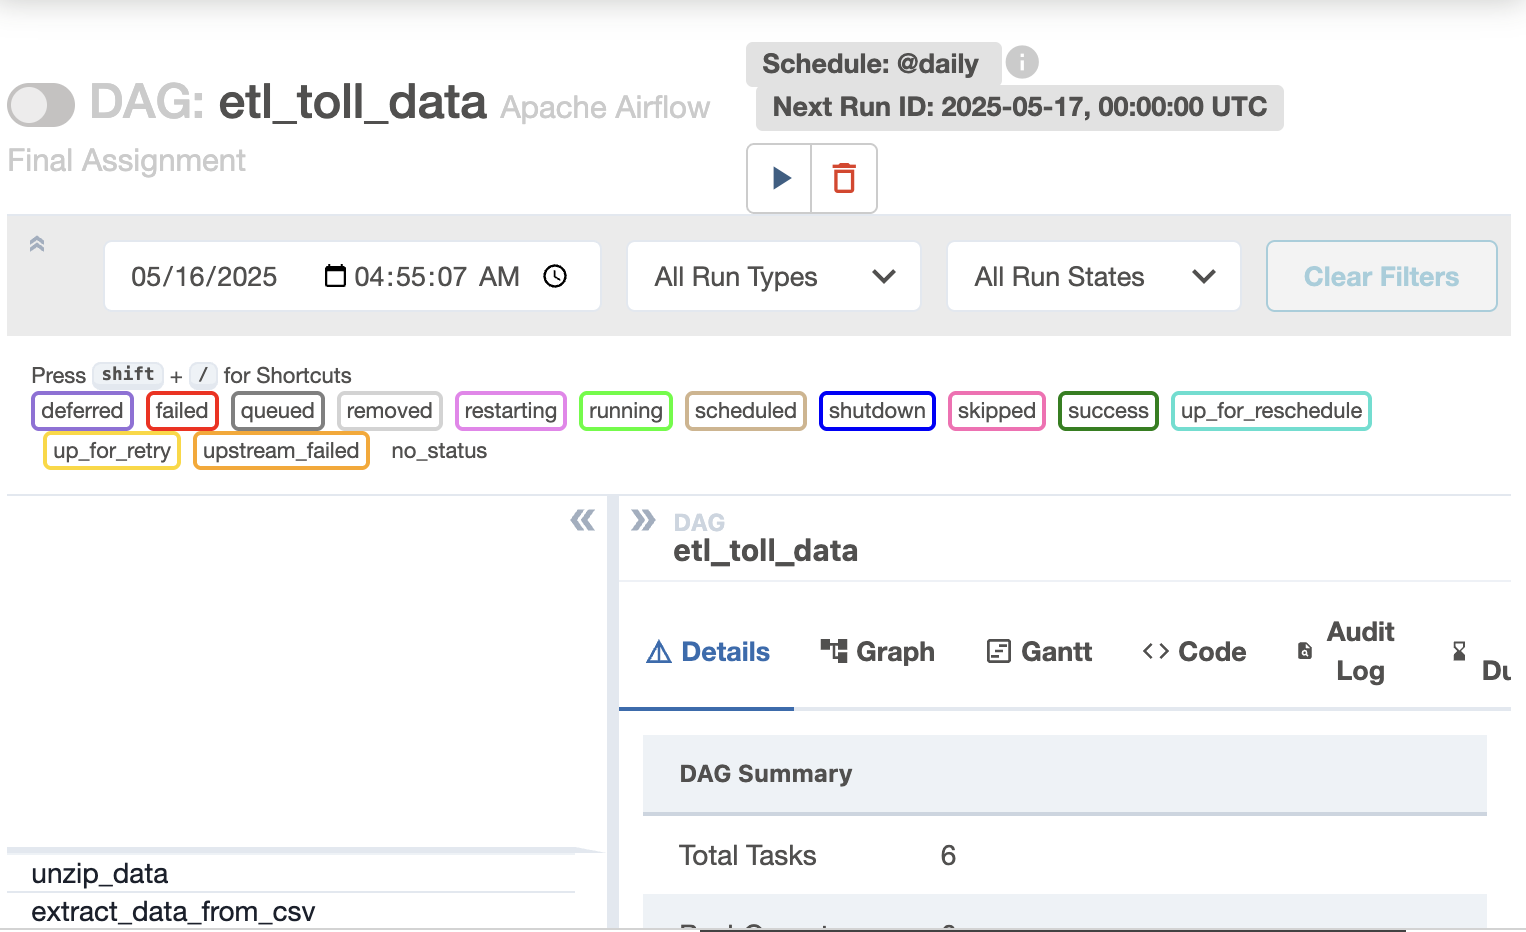 Schedule: @daily
Next Run ID: 2025-05-17, 00:00:00 UTC
DAG: etl_toll_data Apache Airflow
Final Assignment
05/16/2025 04:55:07 AM
All Run Types
All Run States
Clear Filters
Press shift + / for Shortcuts
deferred failed queued removed restarting running scheduled shutdown skipped success up_for_reschedule
up_for_retry upstream_failed no_status
DAG
etl_toll_data
Details
Graph
Gantt
Code
Audit
Log
DAG Summary
Total Tasks 6
unzip_data
extract_data_from_csv